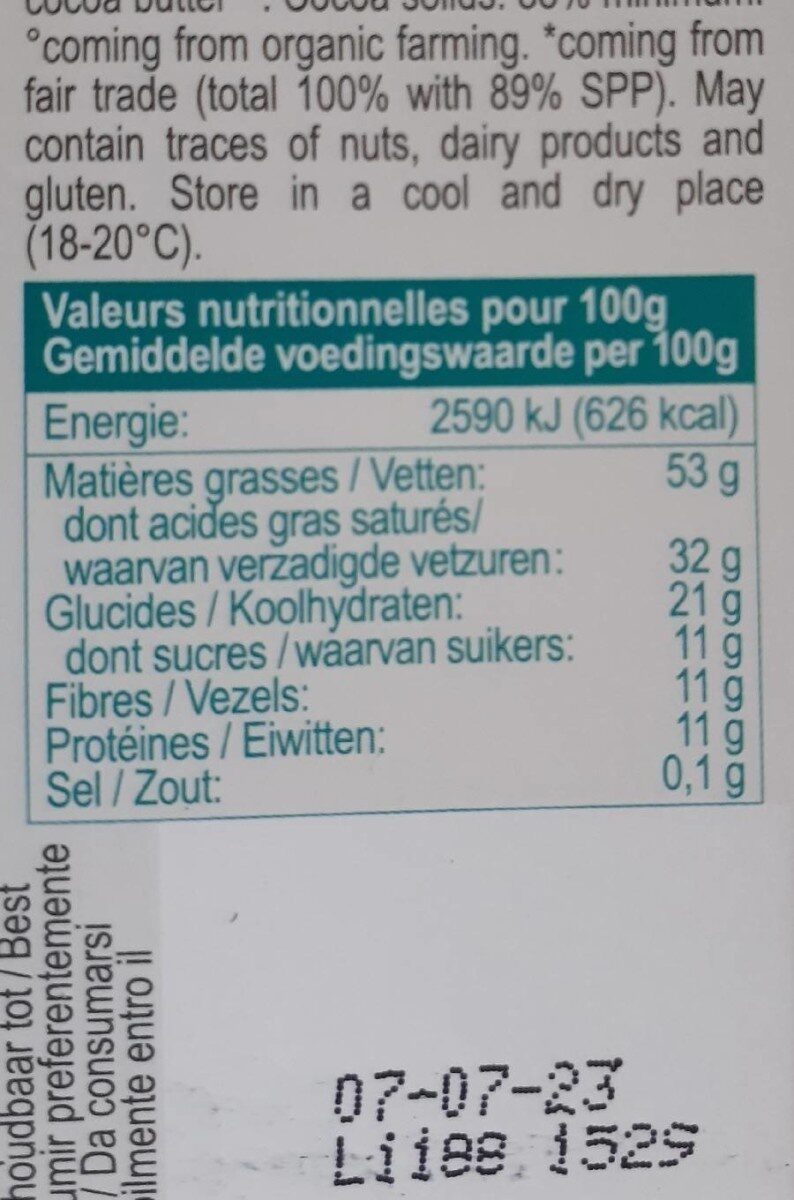 °coming from organic farming. *coming from
fair trade (total 100% with 89% SPP). May
contain traces of nuts, dairy products and
gluten. Store in a cool and dry place
(18-20°C).
Valeurs nutritionnelles pour 100g
Gemiddelde voedingswaarde per 100g
Energie: 2590 kJ (626 kcal)
Matières grasses / Vetten: 53 g
dont acides gras saturés/
waarvan verzadigde vetzuren: 32 g
Glucides / Koolhydraten: 21 g
dont sucres / waarvan suikers: 11 g
Fibres / Vezels: 11 g
Protéines / Eiwitten: 11 g
Sel / Zout: 0,1 g
houdbaar tot / Best
umir preferentemente
/ Da consumarsi
bilmente entro il
07-07-23